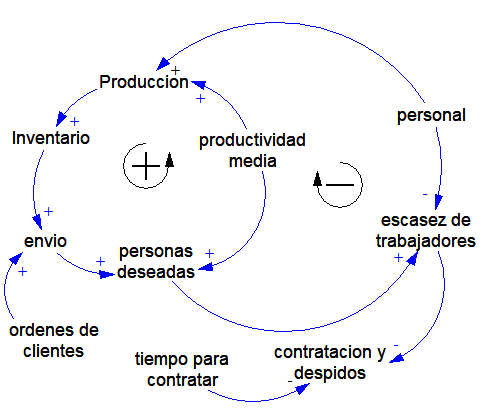 Produccion
+
+
+
personal
Inventario
productividad
media
+
-
-
+
envio
personas
deseadas
+
+
+
escasez de
trabajadores
+
ordenes de
clientes
tiempo para
contratar
contratacion y
despidos
-
-